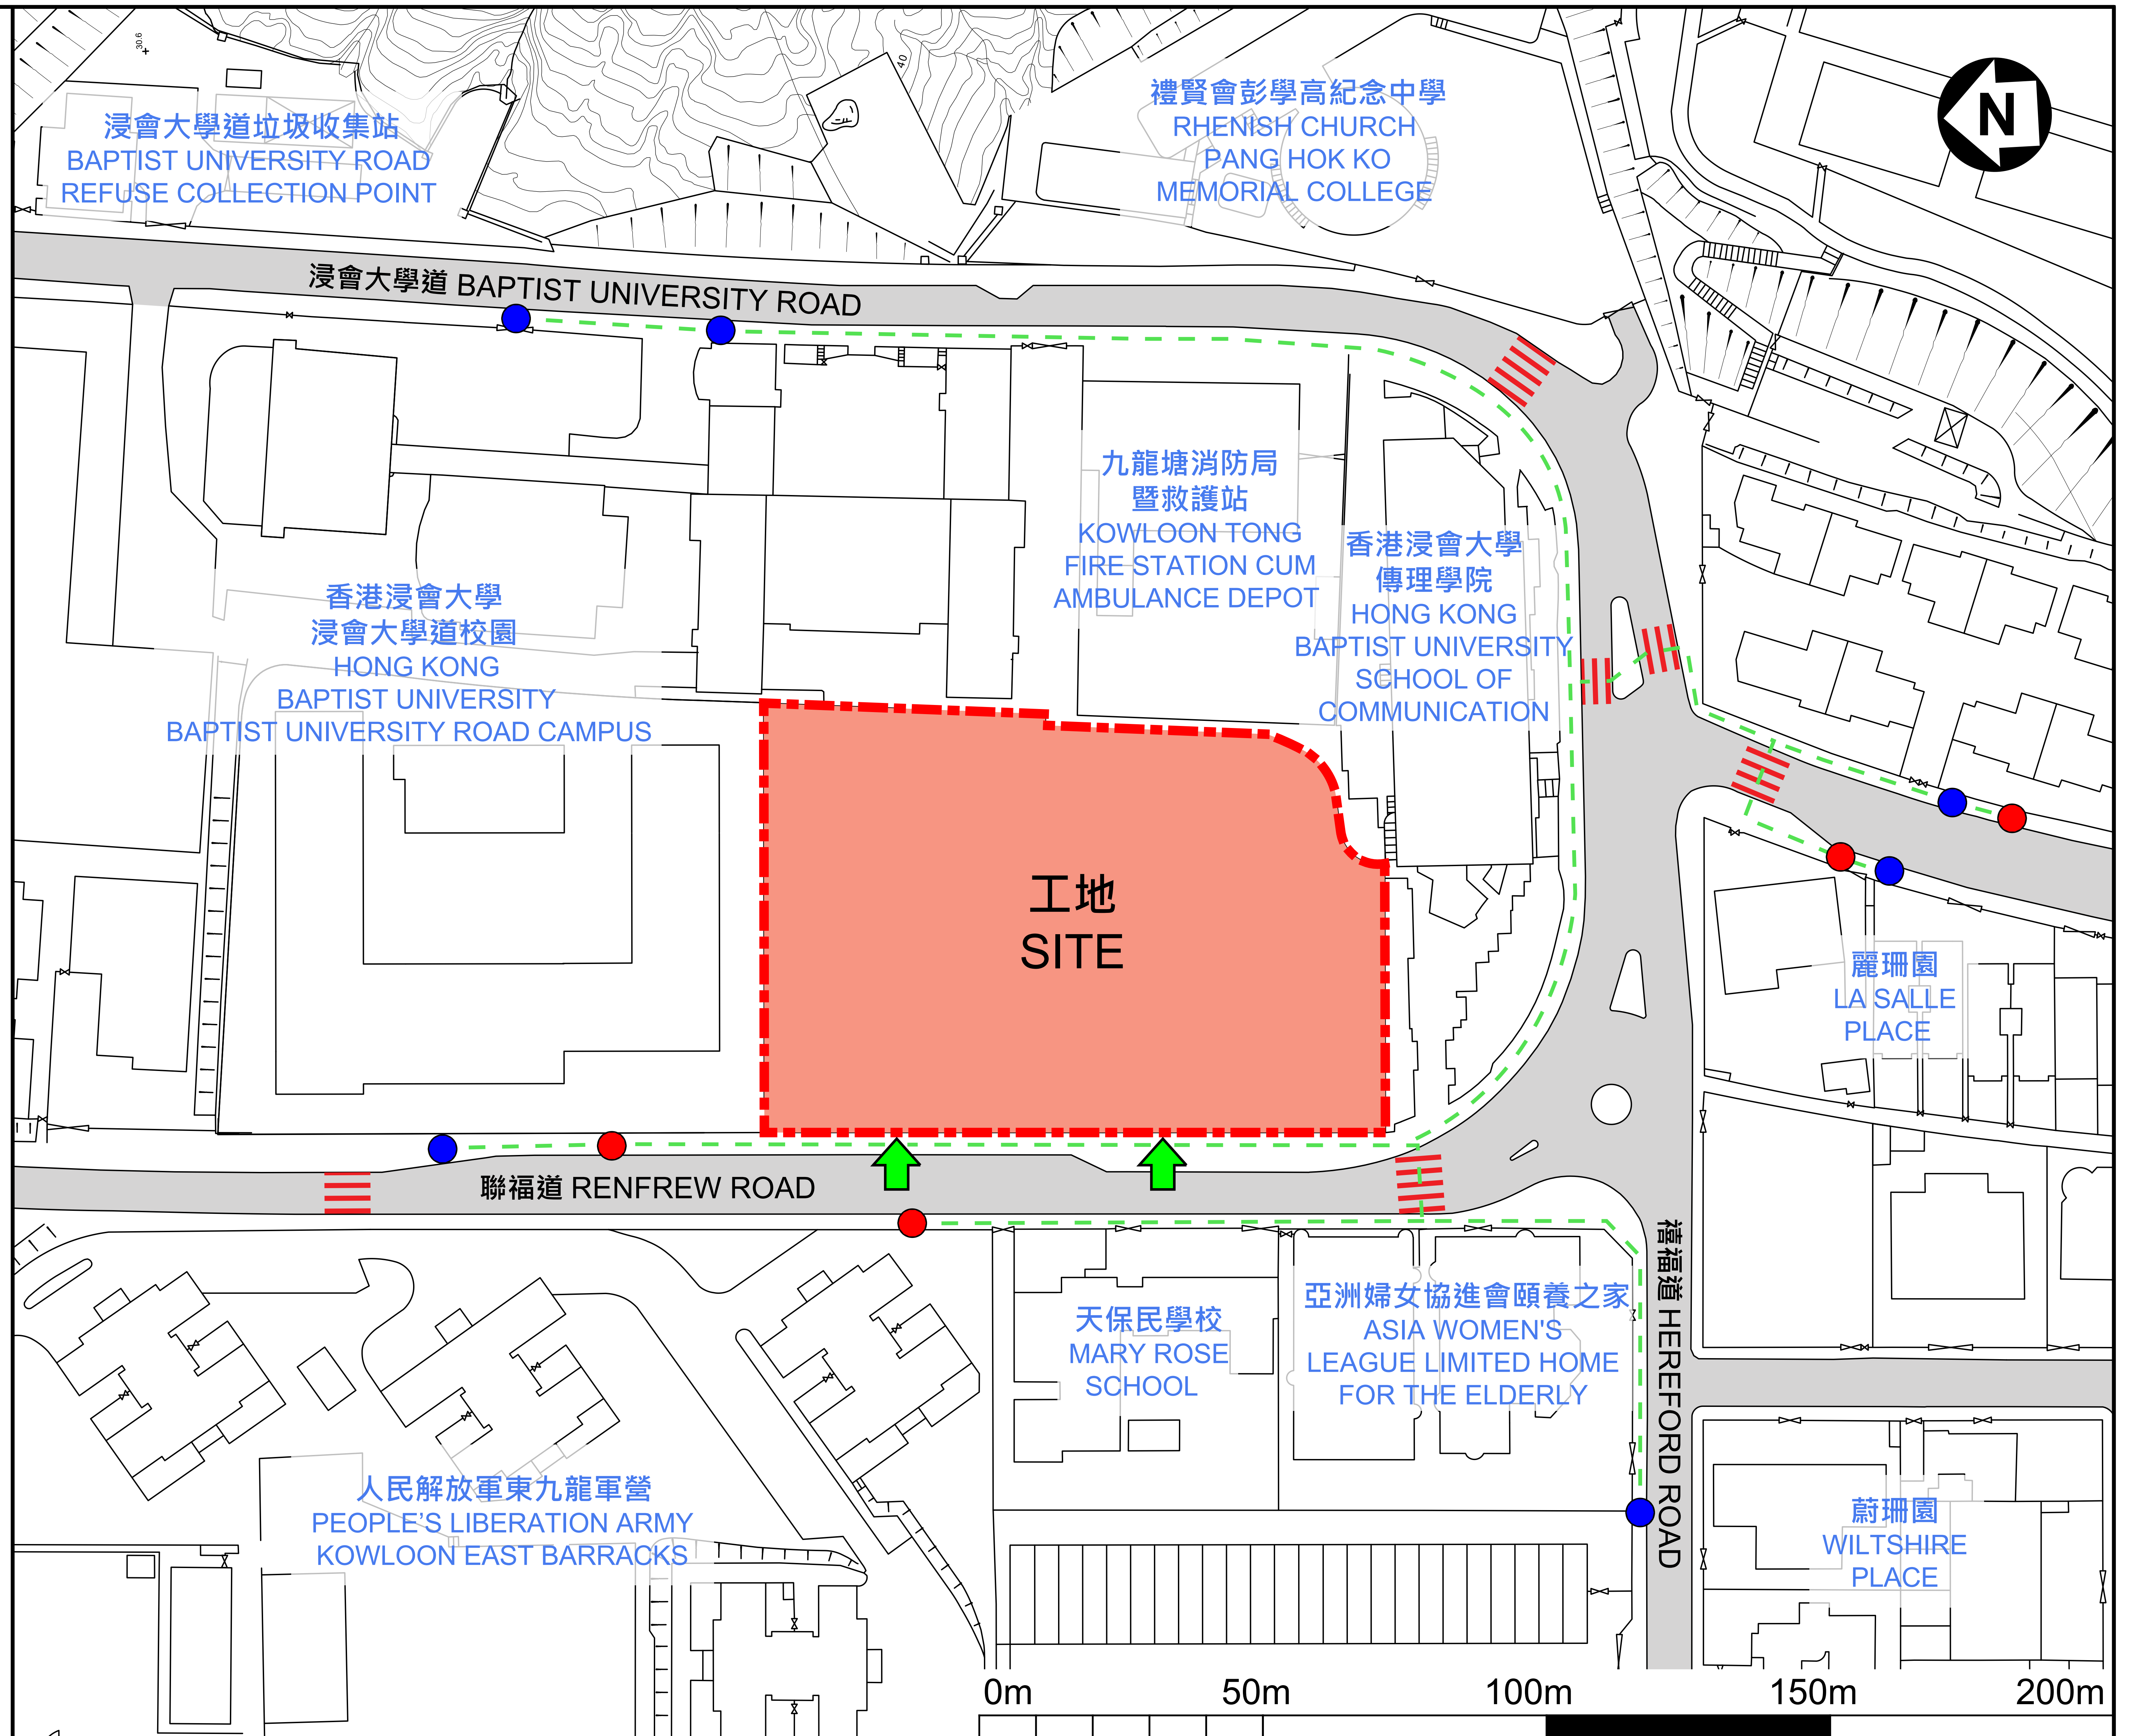 30.6
40
N
禮賢會彭學高紀念中學
RHENISH CHURCH
PANG HOK KO
MEMORIAL COLLEGE
浸會大學道垃圾收集站
BAPTIST UNIVERSITY ROAD
REFUSE COLLECTION POINT
浸會大學道 BAPTIST UNIVERSITY ROAD
九龍塘消防局
暨救護站
KOWLOON TONG
FIRE STATION CUM
AMBULANCE DEPOT
香港浸會大學
傳理學院
HONG KONG
BAPTIST UNIVERSITY
SCHOOL OF
COMMUNICATION
香港浸會大學
浸會大學道校園
HONG KONG
BAPTIST UNIVERSITY
BAPTIST UNIVERSITY ROAD CAMPUS
工地
SITE
麗珊園
LA SALLE
PLACE
聯福道 RENFREW ROAD
禧福道 HEREFORD ROAD
天保民學校
MARY ROSE
SCHOOL
亞洲婦女協進會頤養之家
ASIA WOMEN'S
LEAGUE LIMITED HOME
FOR THE ELDERLY
人民解放軍東九龍軍營
PEOPLE'S LIBERATION ARMY
KOWLOON EAST BARRACKS
蔚珊園
WILTSHIRE
PLACE
0m 50m 100m 150m 200m